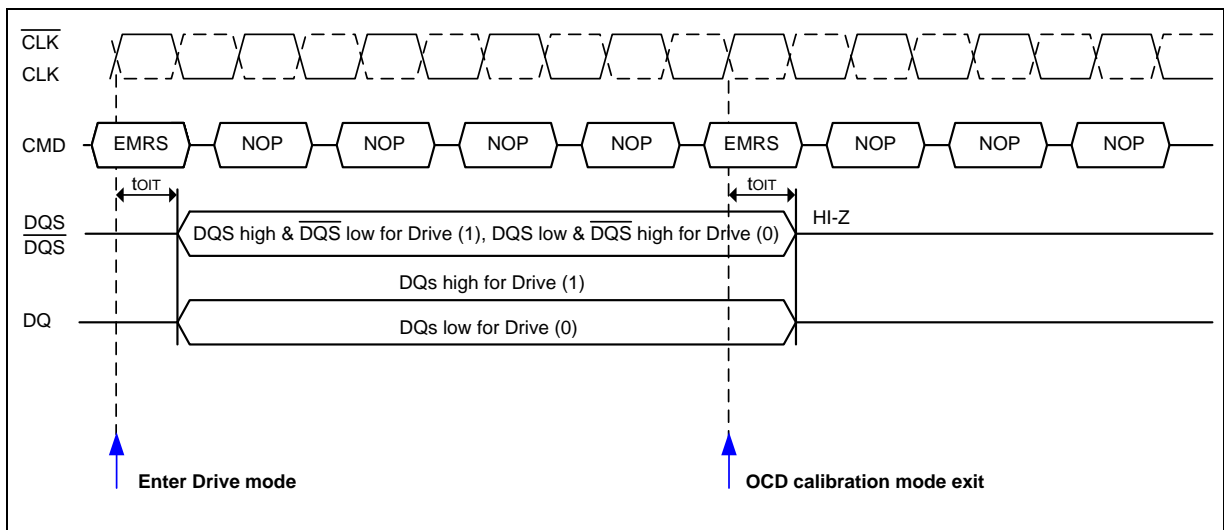 CLK
CLK
CMD EMRS NOP NOP NOP NOP EMRS NOP NOP NOP
tOIT tOIT
DQS DQS high & DQS low for Drive (1), DQS low & DQS high for Drive (0) HI-Z
DQS
DQs high for Drive (1)
DQ DQs low for Drive (0)
Enter Drive mode OCD calibration mode exit